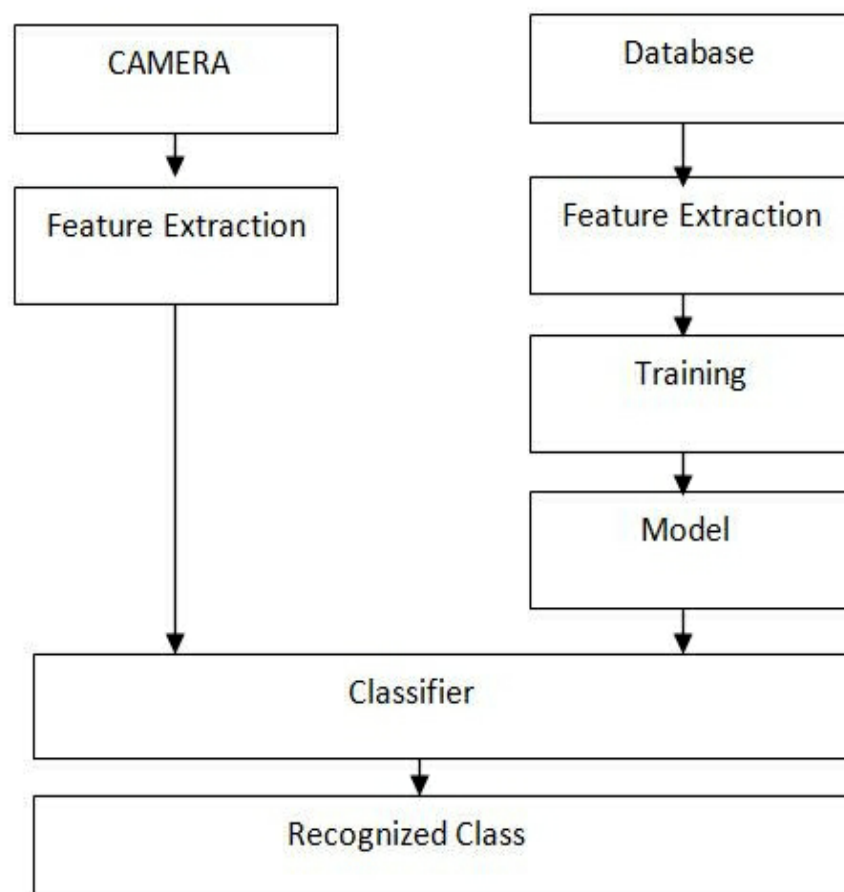 CAMERA
Database
Feature Extraction
Feature Extraction
Training
Model
Classifier
Recognized Class